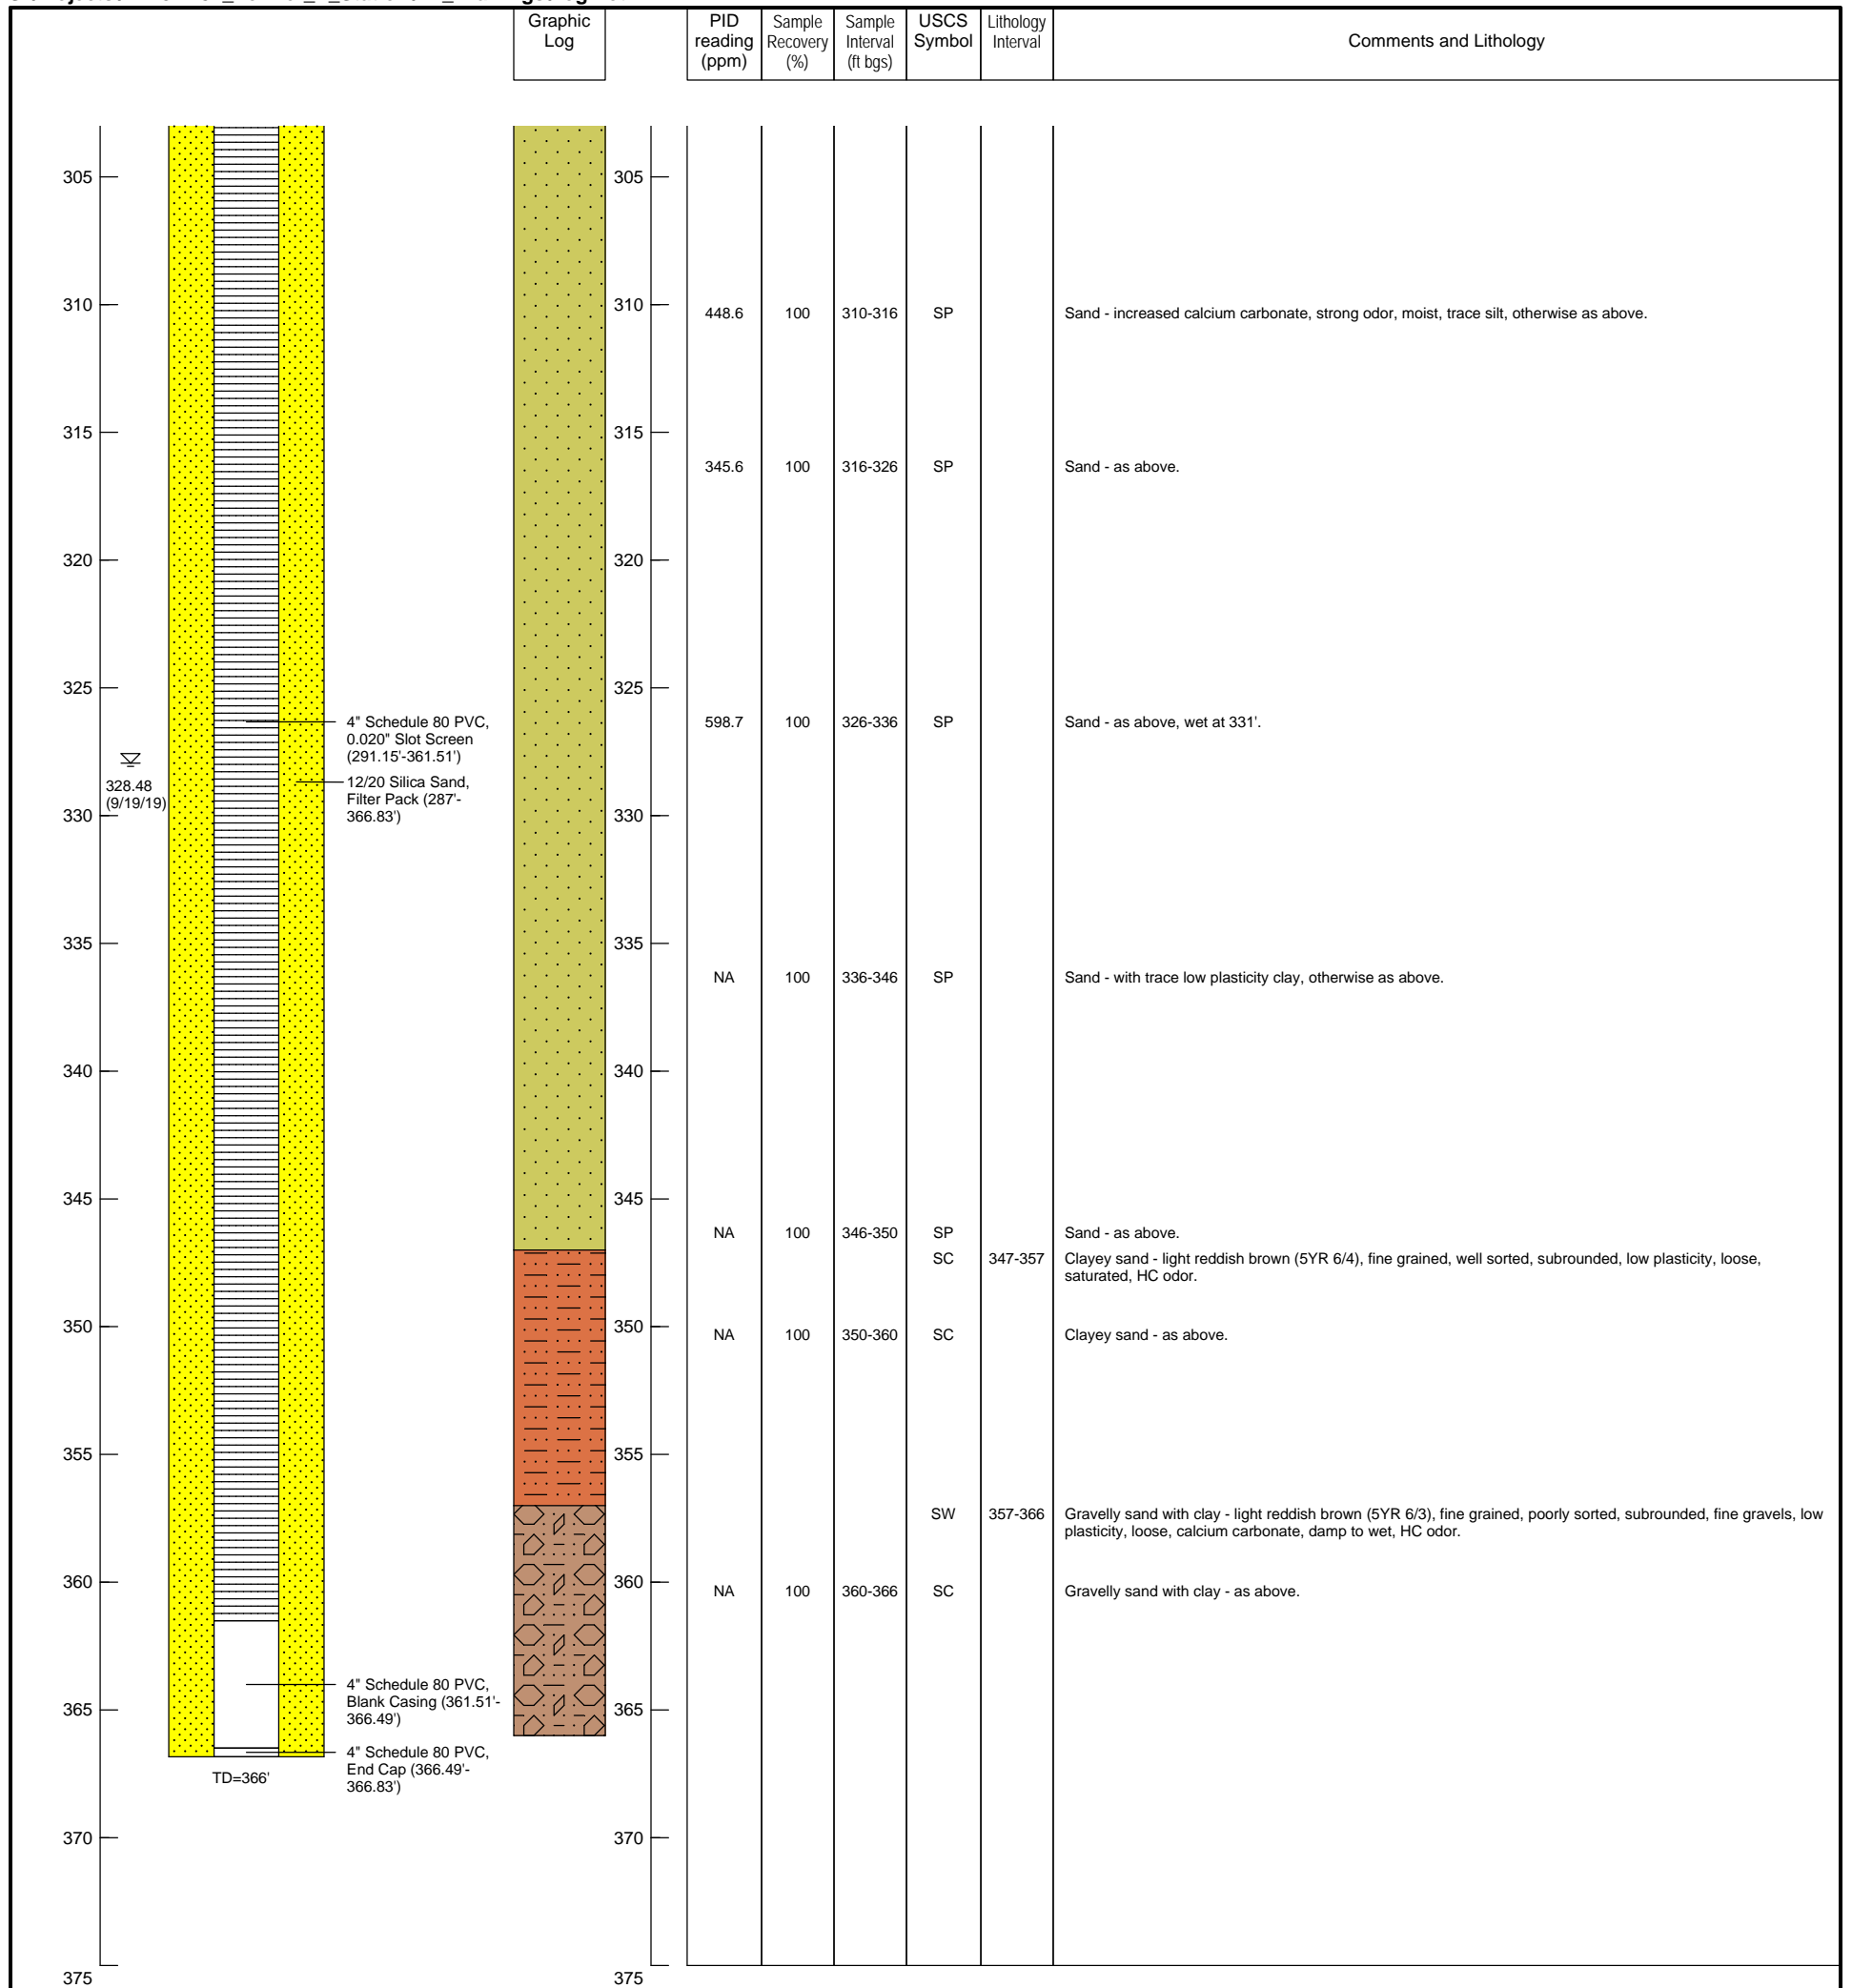 Graphic Log
PID reading (ppm)
Sample Recovery (%)
Sample Interval (ft bgs)
USCS Symbol
Lithology Interval
Comments and Lithology
305
305
310
310
448.6 100 310-316 SP Sand - increased calcium carbonate, strong odor, moist, trace silt, otherwise as above.
315
315
345.6 100 316-326 SP Sand - as above.
320
320
325
325
4" Schedule 80 PVC,
0.020" Slot Screen
(291.15'-361.51')
598.7 100 326-336 SP Sand - as above, wet at 331'.
328.48
(9/19/19)
12/20 Silica Sand,
Filter Pack (287'-
366.83')
330
330
335
335
NA 100 336-346 SP Sand - with trace low plasticity clay, otherwise as above.
340
340
345
345
NA 100 346-350 SP Sand - as above.
SC 347-357 Clayey sand - light reddish brown (5YR 6/4), fine grained, well sorted, subrounded, low plasticity, loose,
saturated, HC odor.
350
350
NA 100 350-360 SC Clayey sand - as above.
355
355
SW 357-366 Gravelly sand with clay - light reddish brown (5YR 6/3), fine grained, poorly sorted, subrounded, fine gravels, low
plasticity, loose, calcium carbonate, damp to wet, HC odor.
360
360
NA 100 360-366 SC Gravelly sand with clay - as above.
4" Schedule 80 PVC,
Blank Casing (361.51'-
366.49')
365
365
4" Schedule 80 PVC,
End Cap (366.49'-
366.83')
TD=366'
370
370
375
375